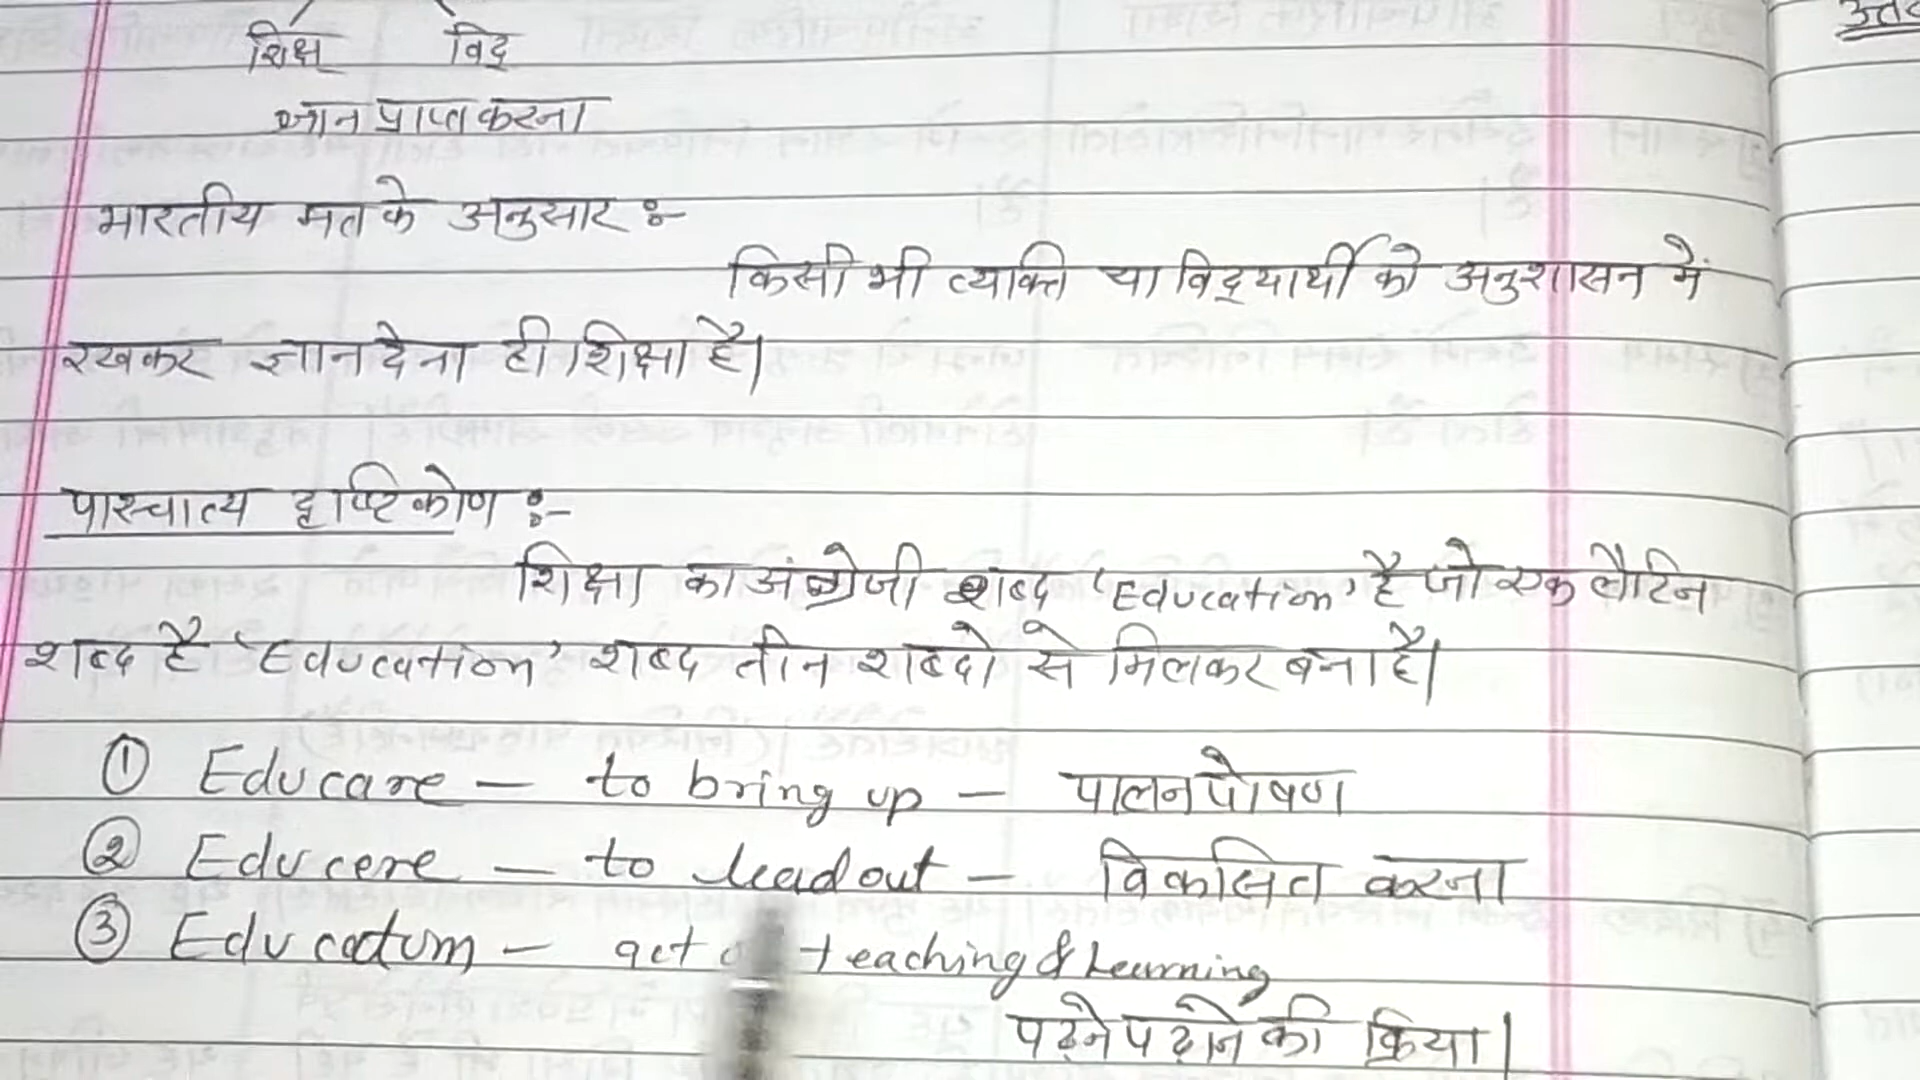 शिक्ष् विद्
ज्ञान प्राप्त करना
भारतीय मत के अनुसार :-
किसी भी व्यक्ति या विद्यार्थी को अनुशासन में
रखकर ज्ञान देना ही शिक्षा है।
पाश्चात्य दृष्टिकोण :-
शिक्षा का अंग्रेजी शब्द 'Education' है जो एक लैटिन
शब्द है 'Education' शब्द तीन शब्दों से मिलकर बना है।
① Educare - to bring up - पालन पोषण
② Educere - to lead out - विकसित करना
③ Educatum - act teaching & Learning
पढ़ने पढ़ाने की क्रिया।